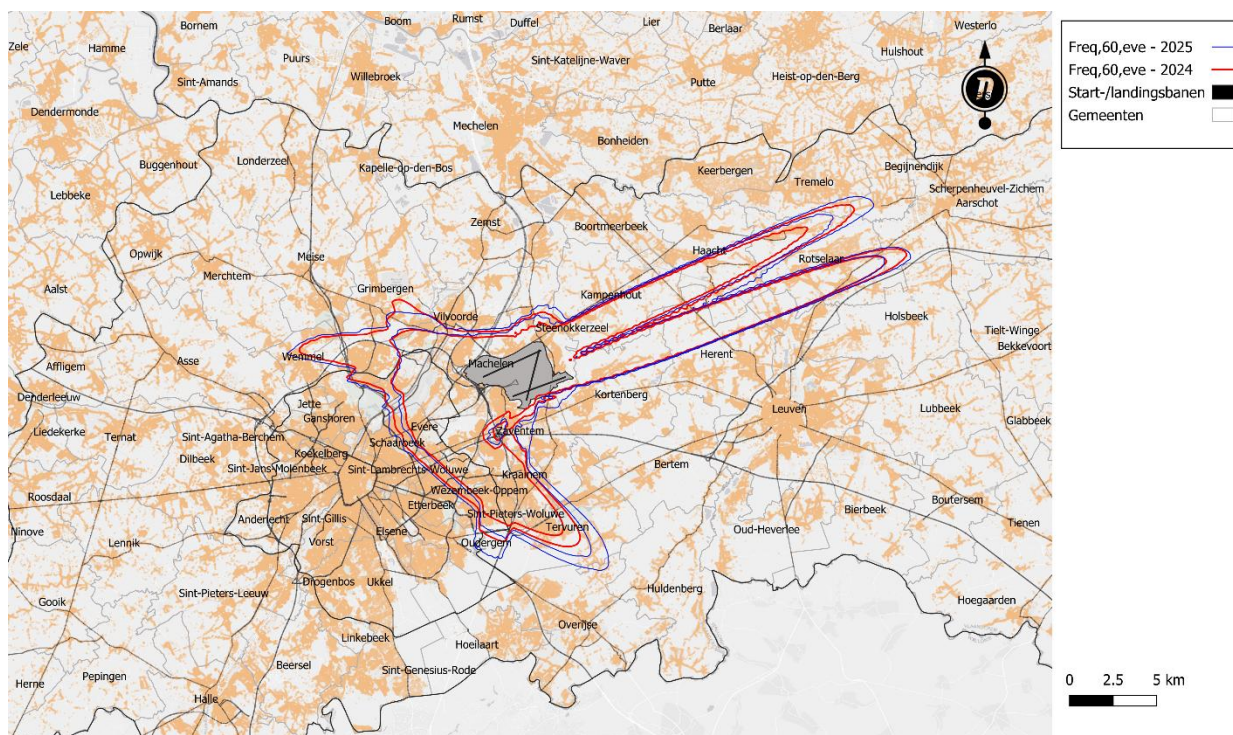 Bornem
Boom
Rumst
Duffel
Lier
Berlaar
Westerlo
Zele
Hamme
Puurs
Sint-Katelijne-Waver
Hulshout
Sint-Amands
Willebroek
Putte
Heist-op-den-Berg
Dendermonde
Mechelen
Bonheiden
Buggenhout
Londerzeel
Kapelle-op-den-Bos
Keerbergen
Begijnendijk
Lebbeke
Tremelo
Scherpenheuvel-Zichem
Aarschot
Zemst
Boortmeerbeek
Opwijk
Meise
Haacht
Rotselaar
Merchtem
Aalst
Grimbergen
Kampenhout
Vilvoorde
Holsbeek
Steenokkerzeel
Tielt-Winge
Bekkevoort
Affligem
Asse
Wemmel
Machelen
Herent
Denderleeuw
Jette
Ganshoren
Kortenberg
Leuven
Lubbeek
Glabbeek
Liedekerke
Ternat
Sint-Agatha-Berchem
Evere
Schaarbeek
Zaventem
Dilbeek
Koekelberg
Sint-Jans-Molenbeek
Sint-Lambrechts-Woluwe
Kraainem
Bertem
Roosdaal
Wezembeek-Oppem
Etterbeek
Boutersem
Bierbeek
Anderlecht
Sint-Gillis
Sint-Pieters-Woluwe
Tervuren
Oud-Heverlee
Tienen
Ninove
Lennik
Vorst
Elsene
Oudergem
Drogenbos
Ukkel
Huldenberg
Sint-Pieters-Leeuw
Gooik
Hoegaarden
Overijse
Linkebeek
Hoeilaart
Beersel
Sint-Genesius-Rode
Herne
Pepingen
Halle
Freq,60,eve - 2025
Freq,60,eve - 2024
Start-/landingsbanen
Gemeenten
0 2.5 5 km